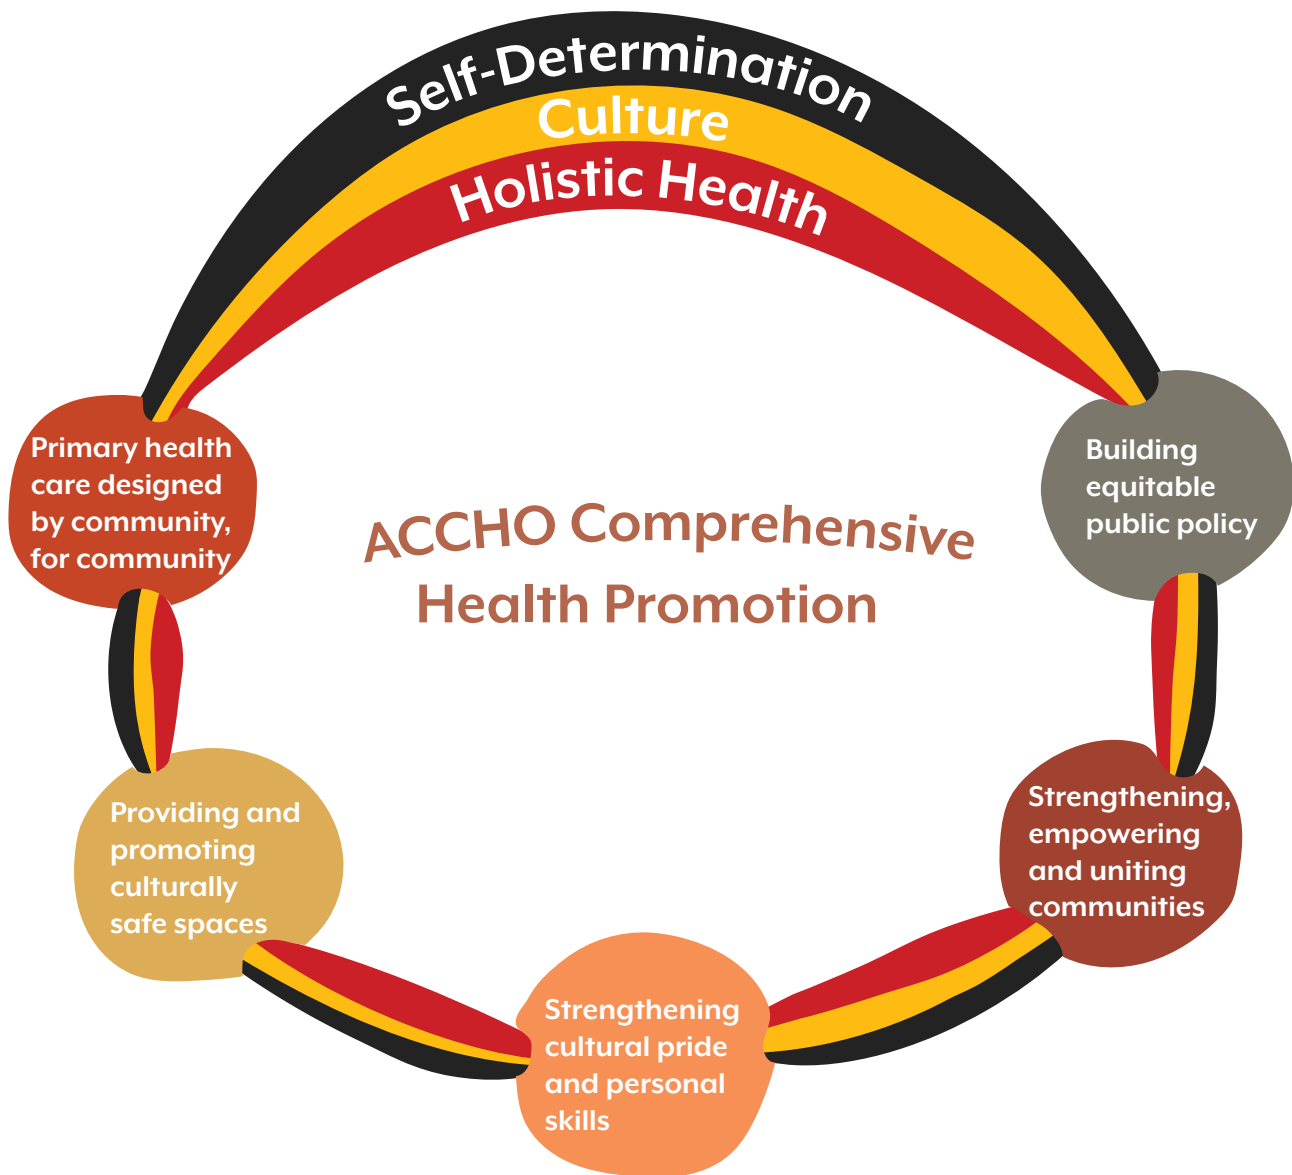 Self-Determination
Culture
Holistic Health
Primary health
care designed
by community,
for community
Building
equitable
public policy
ACCHO Comprehensive
Health Promotion
Providing and
promoting
culturally
safe spaces
Strengthening,
empowering
and uniting
communities
Strengthening
cultural pride
and personal
skills